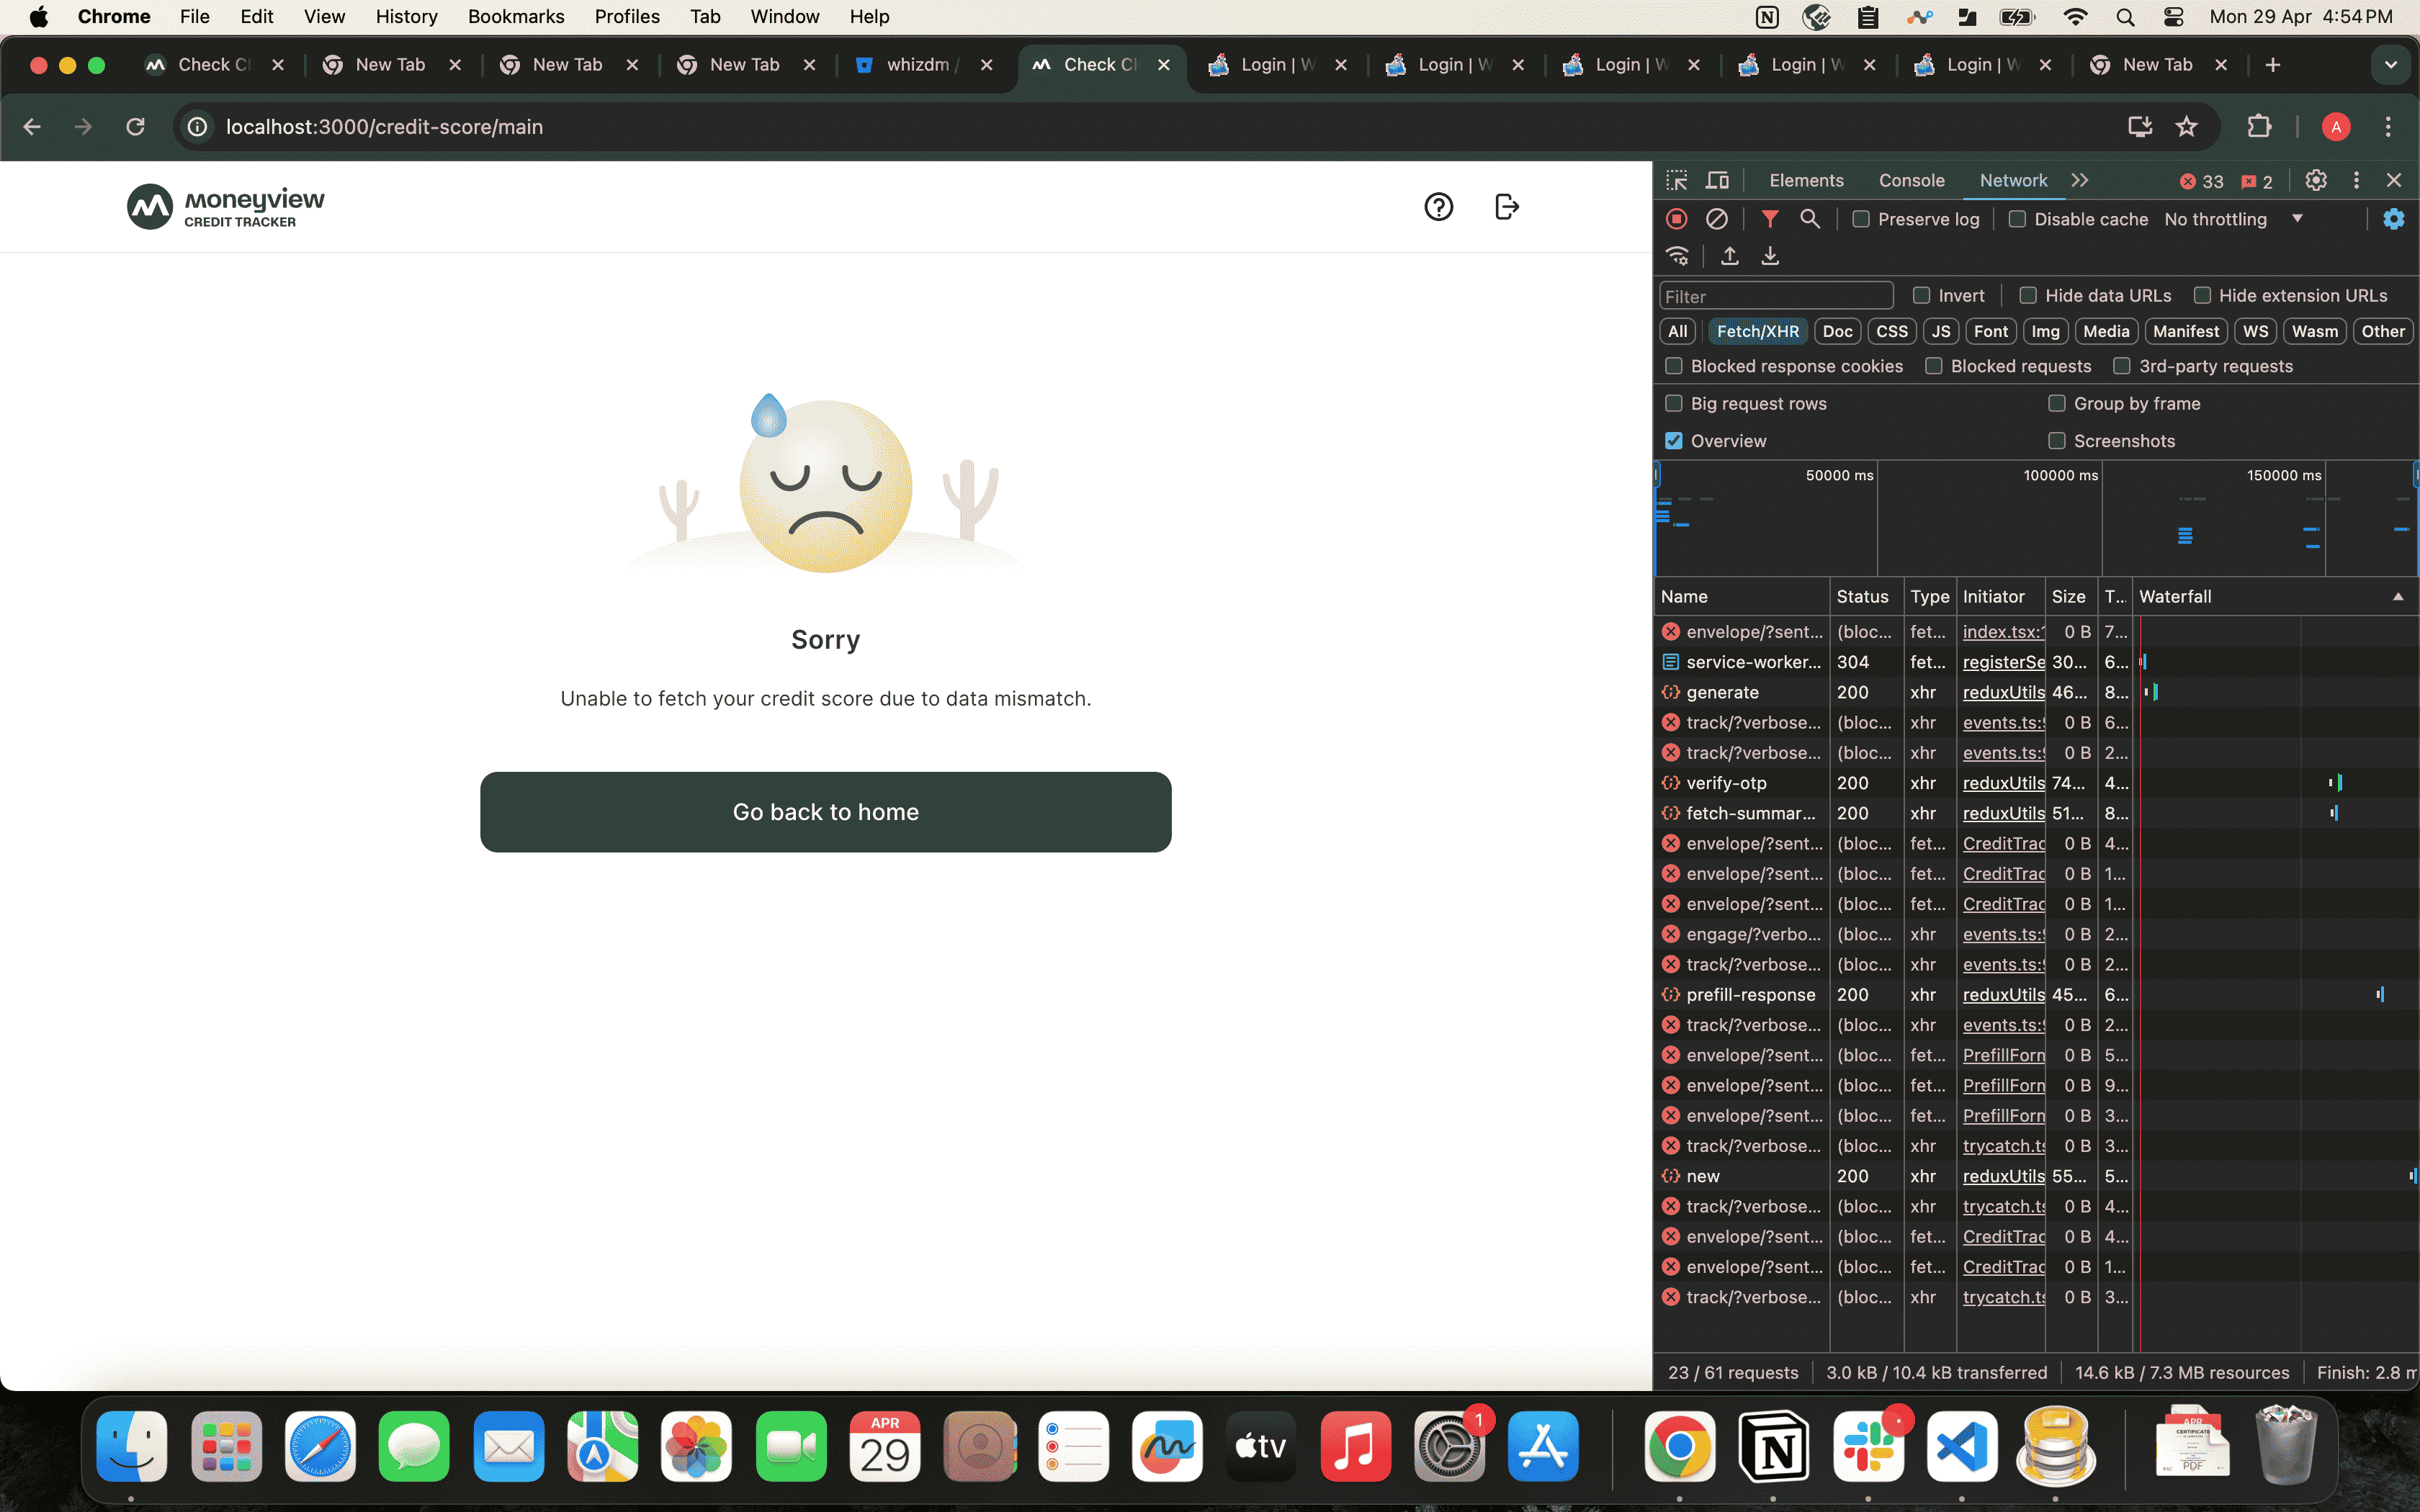 Chrome File Edit View History Bookmarks Profiles Tab Window Help Mon 29 Apr 4:54 PM
Check New Tab New Tab New Tab whizdm / Check Login | Login | Login | Login | Login | New Tab
localhost:3000/credit-score/main A
moneyview
CREDIT TRACKER
Sorry
Unable to fetch your credit score due to data mismatch.
Go back to home
Elements Console Network 33 2
Preserve log Disable cache No throttling
Filter Invert Hide data URLs Hide extension URLs
All Fetch/XHR Doc CSS JS Font Img Media Manifest WS Wasm Other
Blocked response cookies Blocked requests 3rd-party requests
Big request rows Group by frame
Overview Screenshots
50000 ms 100000 ms 150000 ms
Name Status Type Initiator Size T... Waterfall
envelope/?sent... (bloc... fet... index.tsx: 0 B 7...
service-worker... 304 fet... registerSe 30... 6...
generate 200 xhr reduxUtils 46... 8...
track/?verbose... (bloc... xhr events.ts: 0 B 6...
track/?verbose... (bloc... xhr events.ts: 0 B 2...
verify-otp 200 xhr reduxUtils 74... 4...
fetch-summar... 200 xhr reduxUtils 51... 8...
envelope/?sent... (bloc... fet... CreditTrac 0 B 4...
envelope/?sent... (bloc... fet... CreditTrac 0 B 1...
envelope/?sent... (bloc... fet... CreditTrac 0 B 1...
engage/?verbo... (bloc... xhr events.ts: 0 B 2...
track/?verbose... (bloc... xhr events.ts: 0 B 2...
prefill-response 200 xhr reduxUtils 45... 6...
track/?verbose... (bloc... xhr events.ts: 0 B 2...
envelope/?sent... (bloc... fet... PrefillForn 0 B 5...
envelope/?sent... (bloc... fet... PrefillForn 0 B 9...
envelope/?sent... (bloc... fet... PrefillForn 0 B 3...
track/?verbose... (bloc... xhr trycatch.ts 0 B 3...
new 200 xhr reduxUtils 55... 5...
track/?verbose... (bloc... xhr trycatch.ts 0 B 4...
envelope/?sent... (bloc... fet... CreditTrac 0 B 4...
envelope/?sent... (bloc... fet... CreditTrac 0 B 1...
track/?verbose... (bloc... xhr trycatch.ts 0 B 3...
23 / 61 requests 3.0 kB / 10.4 kB transferred 14.6 kB / 7.3 MB resources Finish: 2.8 m
APR
29
tv
1
APR
CERTIFICATE
PDF